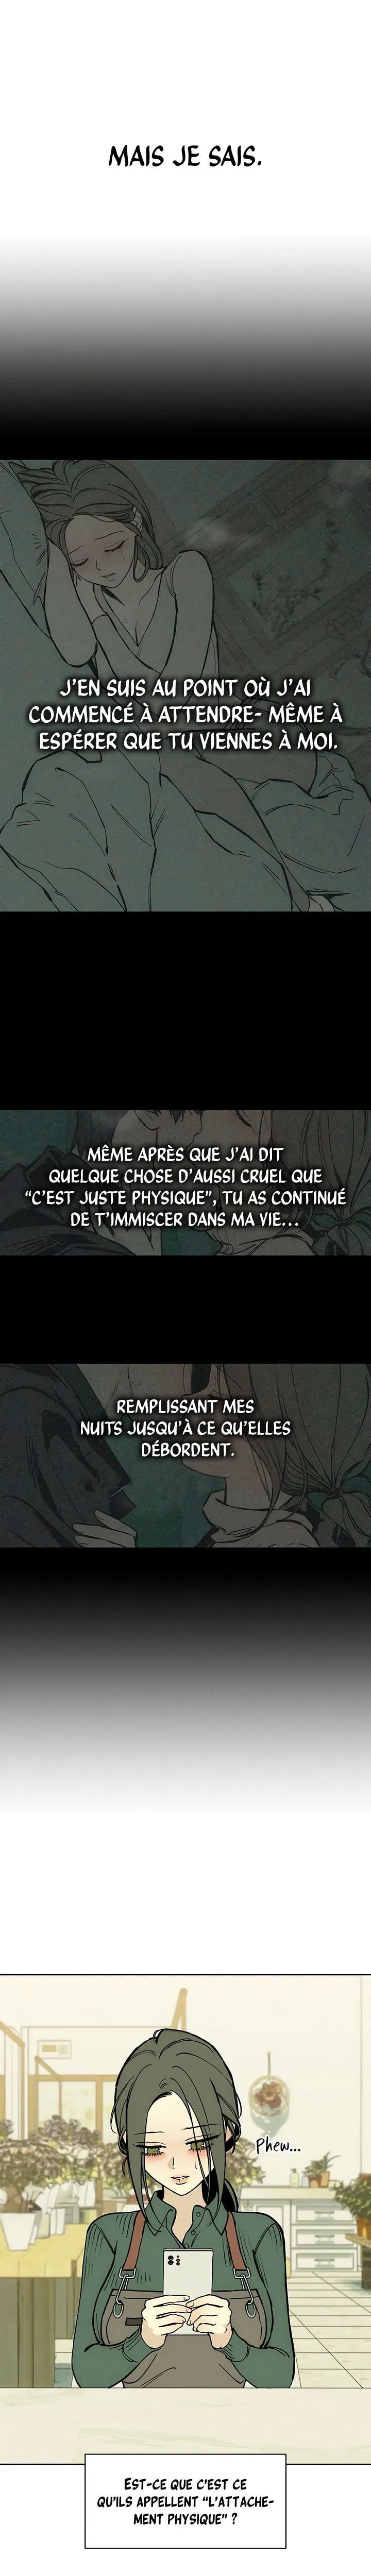 MAIS JE SAIS.
J'EN SUIS AU POINT OÙ J'AI
COMMENCÉ À ATTENDRE- MÊME À
ESPÉRER QUE TU VIENNES À MOI.
MÊME APRÈS QUE J'AI DIT
QUELQUE CHOSE D'AUSSI CRUEL QUE
"C'EST JUSTE PHYSIQUE", TU AS CONTINUÉ
DE T'IMMISCER DANS MA VIE...
REMPLISSANT MES
NUITS JUSQU'À CE QU'ELLES
DÉBORDENT.
Phew...
EST-CE QUE C'EST CE
QU'ILS APPELLENT "L'ATTACHE-
MENT PHYSIQUE" ?